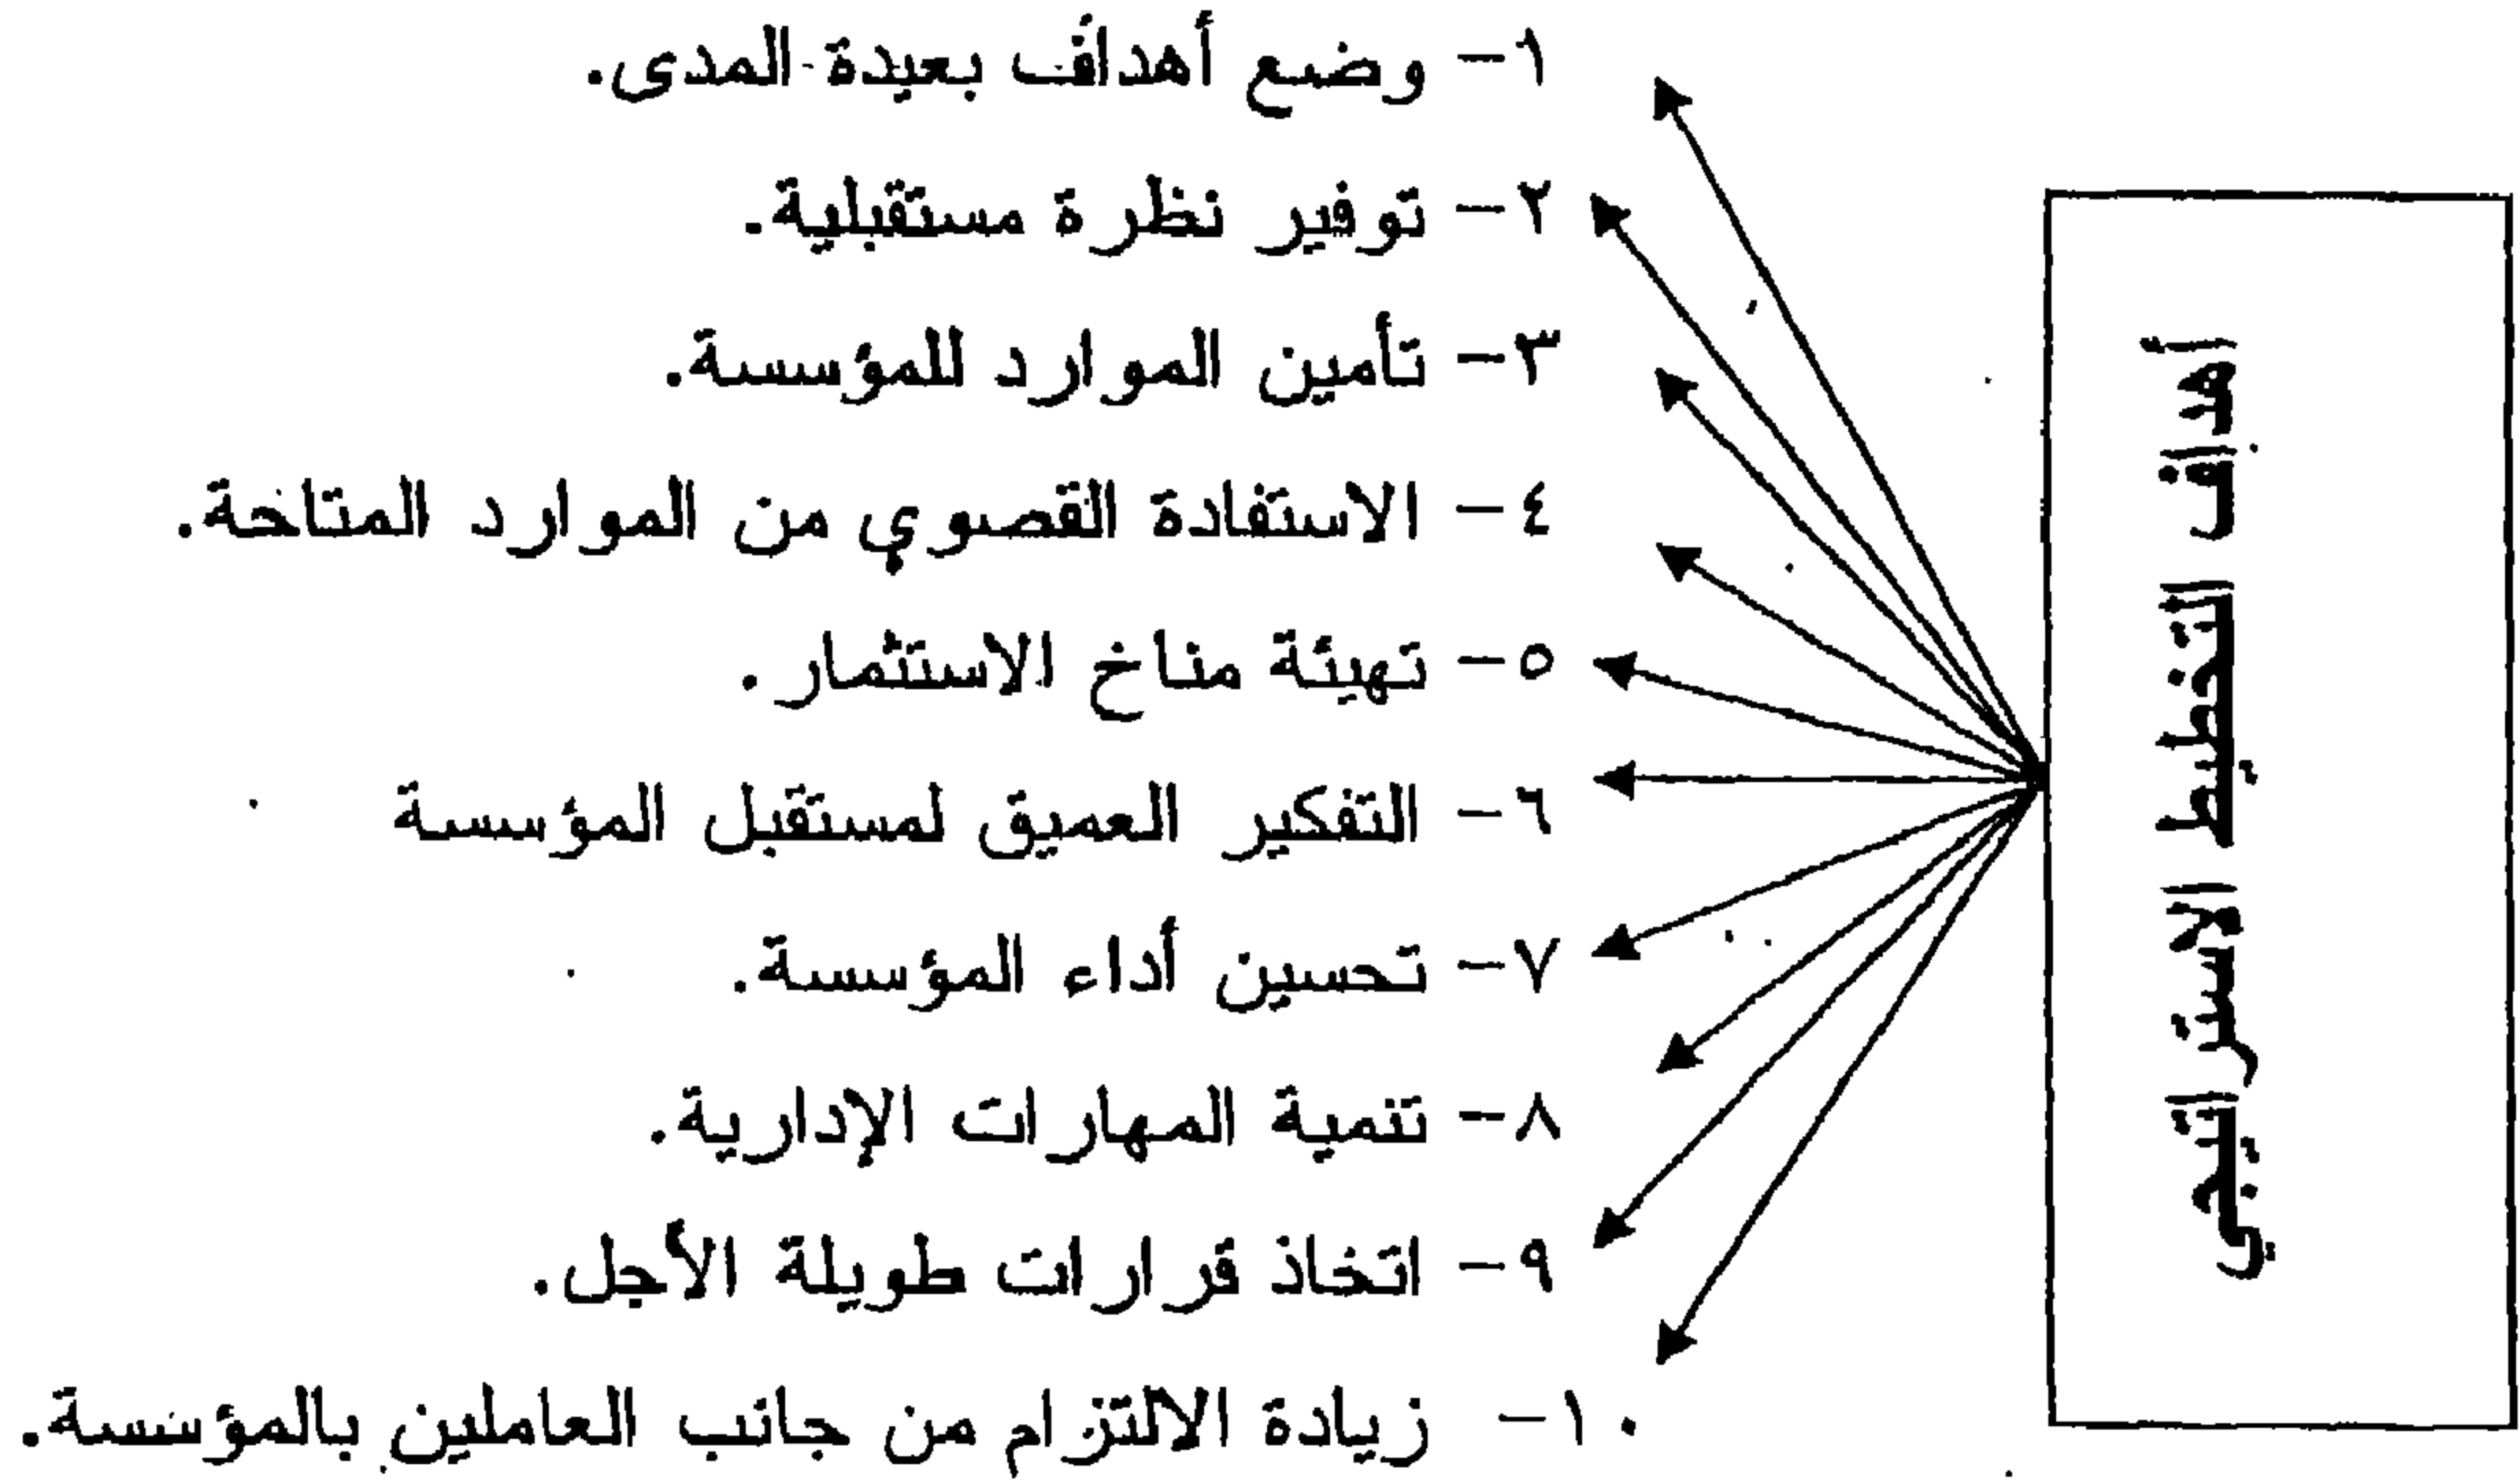 أهداف التخطيط الاستراتيجي
١- وضع أهداف بعيدة المدى.
٢- توفير نظرة مستقبلية.
٣- تأمين الموارد للمؤسسة.
٤- الاستفادة القصوي من الموارد المتاحة.
٥- تهيئة مناخ الاستثمار.
٦- التفكير العميق لمستقبل المؤسسة
٧- تحسين أداء المؤسسة.
٨- تنمية المهارات الإدارية.
٩- اتخاذ قرارات طويلة الأجل.
١٠- زيادة الالتزام من جانب العاملين بالمؤسسة.